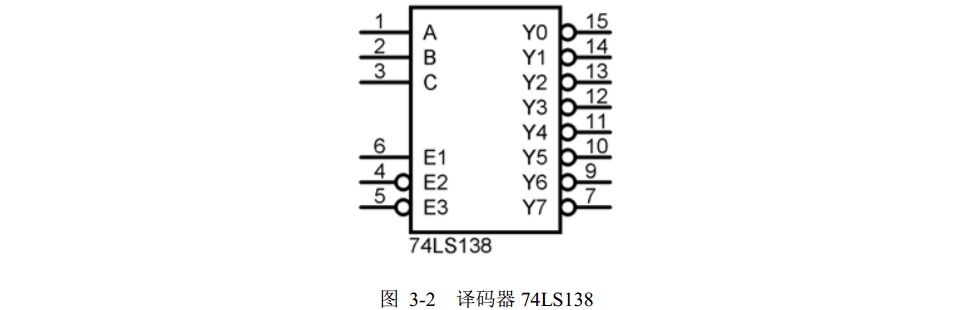 1 A Y0 15
2 B Y1 14
3 C Y2 13
Y3 12
Y4 11
6 E1 Y5 10
4 E2 Y6 9
5 E3 Y7 7
74LS138
图 3-2 译码器 74LS138